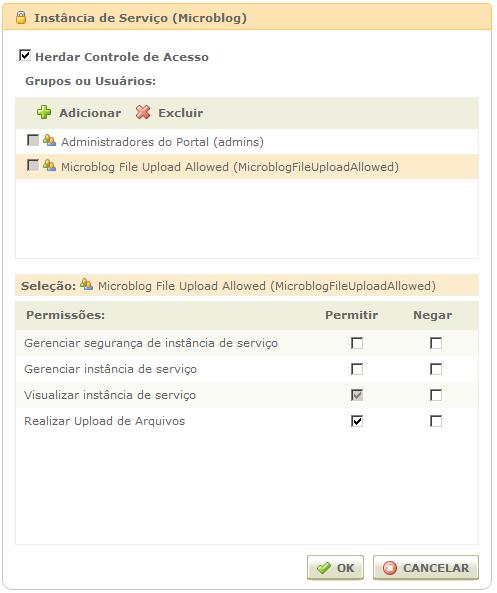 Instância de Serviço (Microblog)
Herdar Controle de Acesso
Grupos ou Usuários:
Adicionar Excluir
Administradores do Portal (admins)
Microblog File Upload Allowed (MicroblogFileUploadAllowed)
Seleção: Microblog File Upload Allowed (MicroblogFileUploadAllowed)
Permissões: Permitir Negar
Gerenciar segurança de instância de serviço
Gerenciar instância de serviço
Visualizar instância de serviço
Realizar Upload de Arquivos
OK CANCELAR